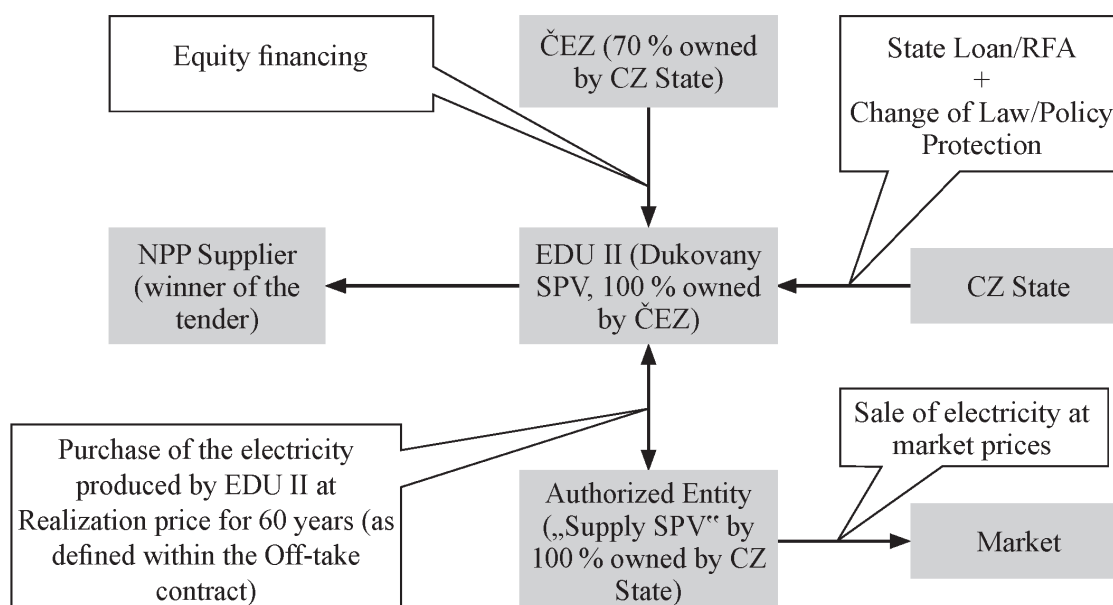 Equity financing
ČEZ (70 % owned
by CZ State)
State Loan/RFA
+
Change of Law/Policy
Protection
NPP Supplier
(winner of the
tender)
EDU II (Dukovany
SPV, 100 % owned
by ČEZ)
CZ State
Purchase of the electricity
produced by EDU II at
Realization price for 60 years (as
defined within the Off-take
contract)
Authorized Entity
(„Supply SPV“ by
100 % owned by CZ
State)
Sale of electricity at
market prices
Market